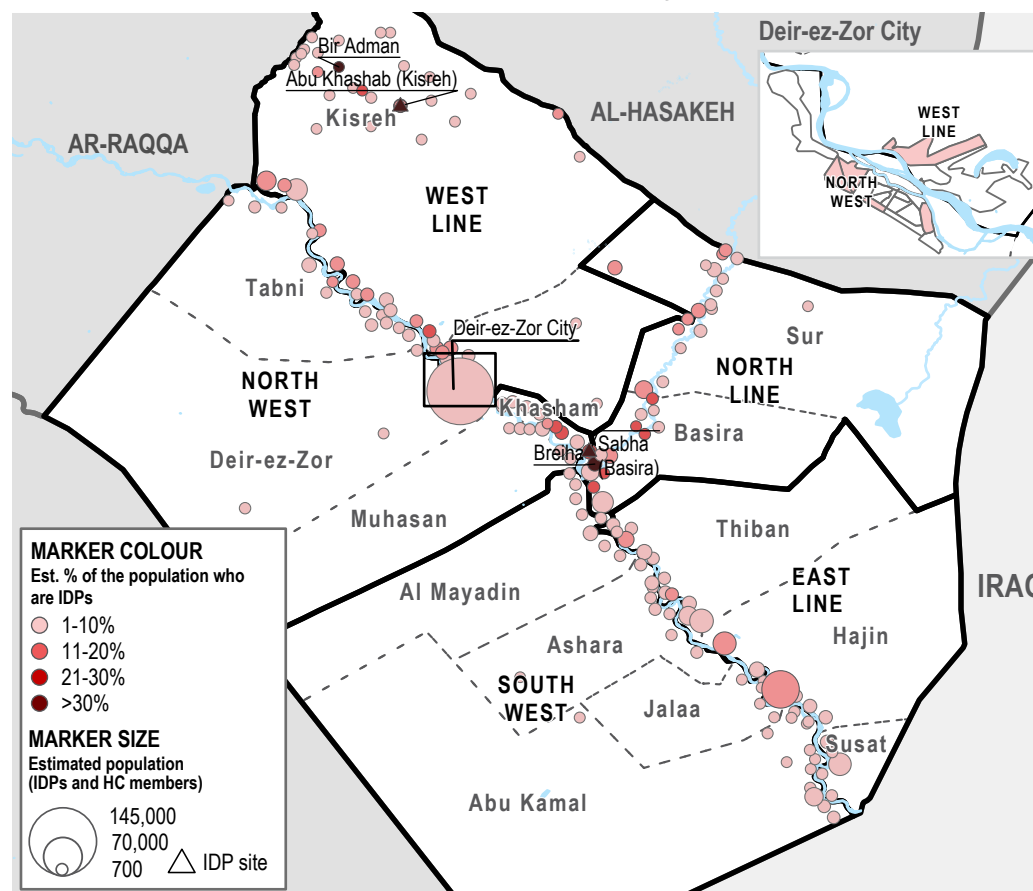 Deir-ez-Zor City
Bir Adman
Abu Khashab (Kisreh)
Kisreh
AL-HASAKEH
AR-RAQQA
WEST
LINE
NORTH
WEST
WEST
LINE
Tabni
Sur
Deir-ez-Zor City
NORTH
WEST
NORTH
LINE
Khasham
Basira
Breiha
Sabha
(Basira)
Deir-ez-Zor
Muhasan
Thiban
Al Mayadin
EAST
LINE
IRAQ
Hajin
Ashara
SOUTH
WEST
Jalaa
Susat
Abu Kamal
MARKER COLOUR
Est. % of the population who
are IDPs
1-10%
11-20%
21-30%
>30%
MARKER SIZE
Estimated population
(IDPs and HC members)
145,000
70,000
700
IDP site